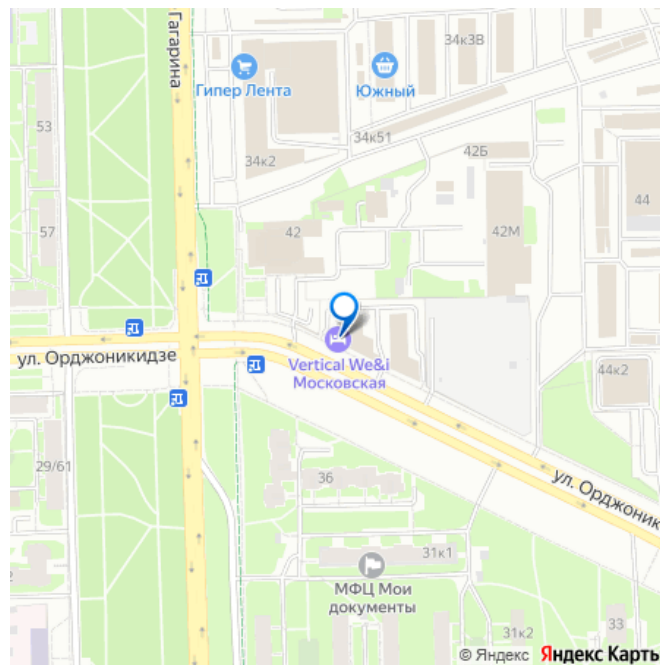 Гагарина
34к3В
Гипер Лента
Южный
34к51
53
34к2
42Б
44
57
42
42М
ул. Орджоникидзе
Vertical We&i
Московская
44к2
29/61
36
ул. Орджоник
31к1
МФЦ Мои
документы
31к2
33
© Яндекс Яндекс Карть